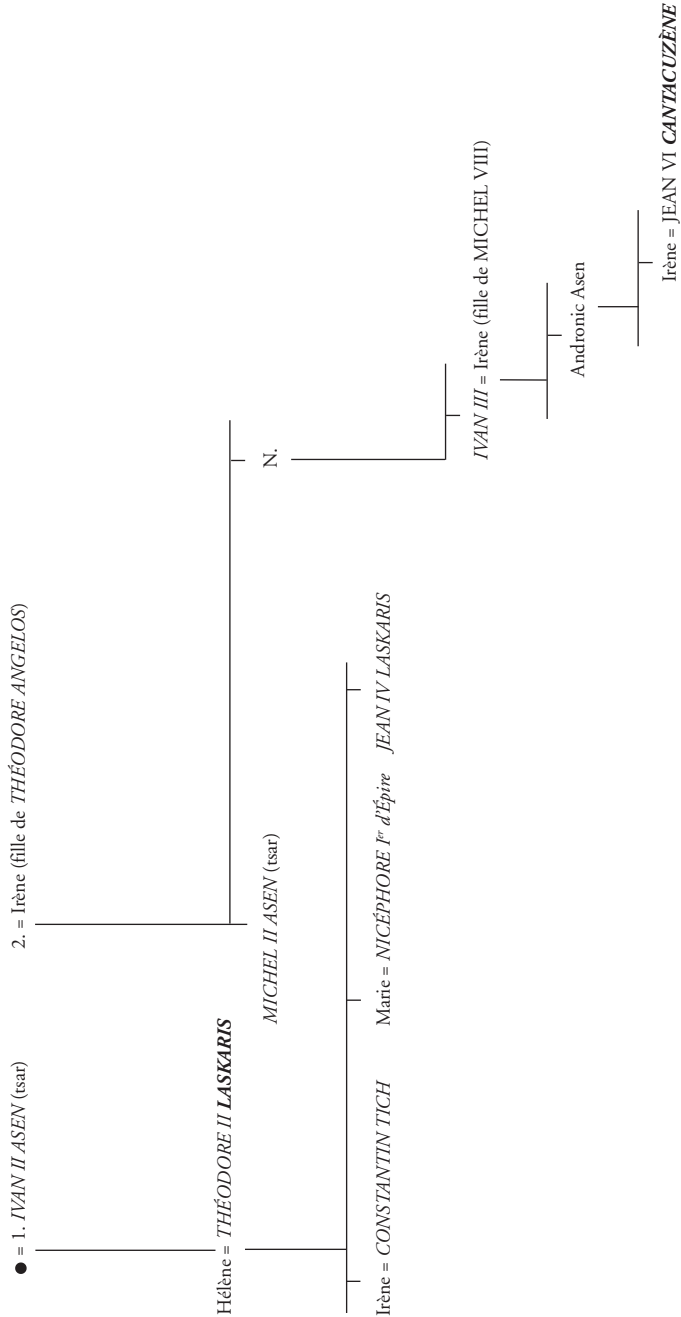 ● = 1. IVAN II ASEN (tsar) 2. = Irène (fille de THÉODORE ANGELOS)
Hélène = THÉODORE II LASKARIS
MICHEL II ASEN (tsar) N.
Irène = CONSTANTIN TICH Marie = NICÉPHORE Iᵉʳ d'Épire JEAN IV LASKARIS
IVAN III = Irène (fille de MICHEL VIII)
Andronic Asen
Irène = JEAN VI CANTACUZÈNE